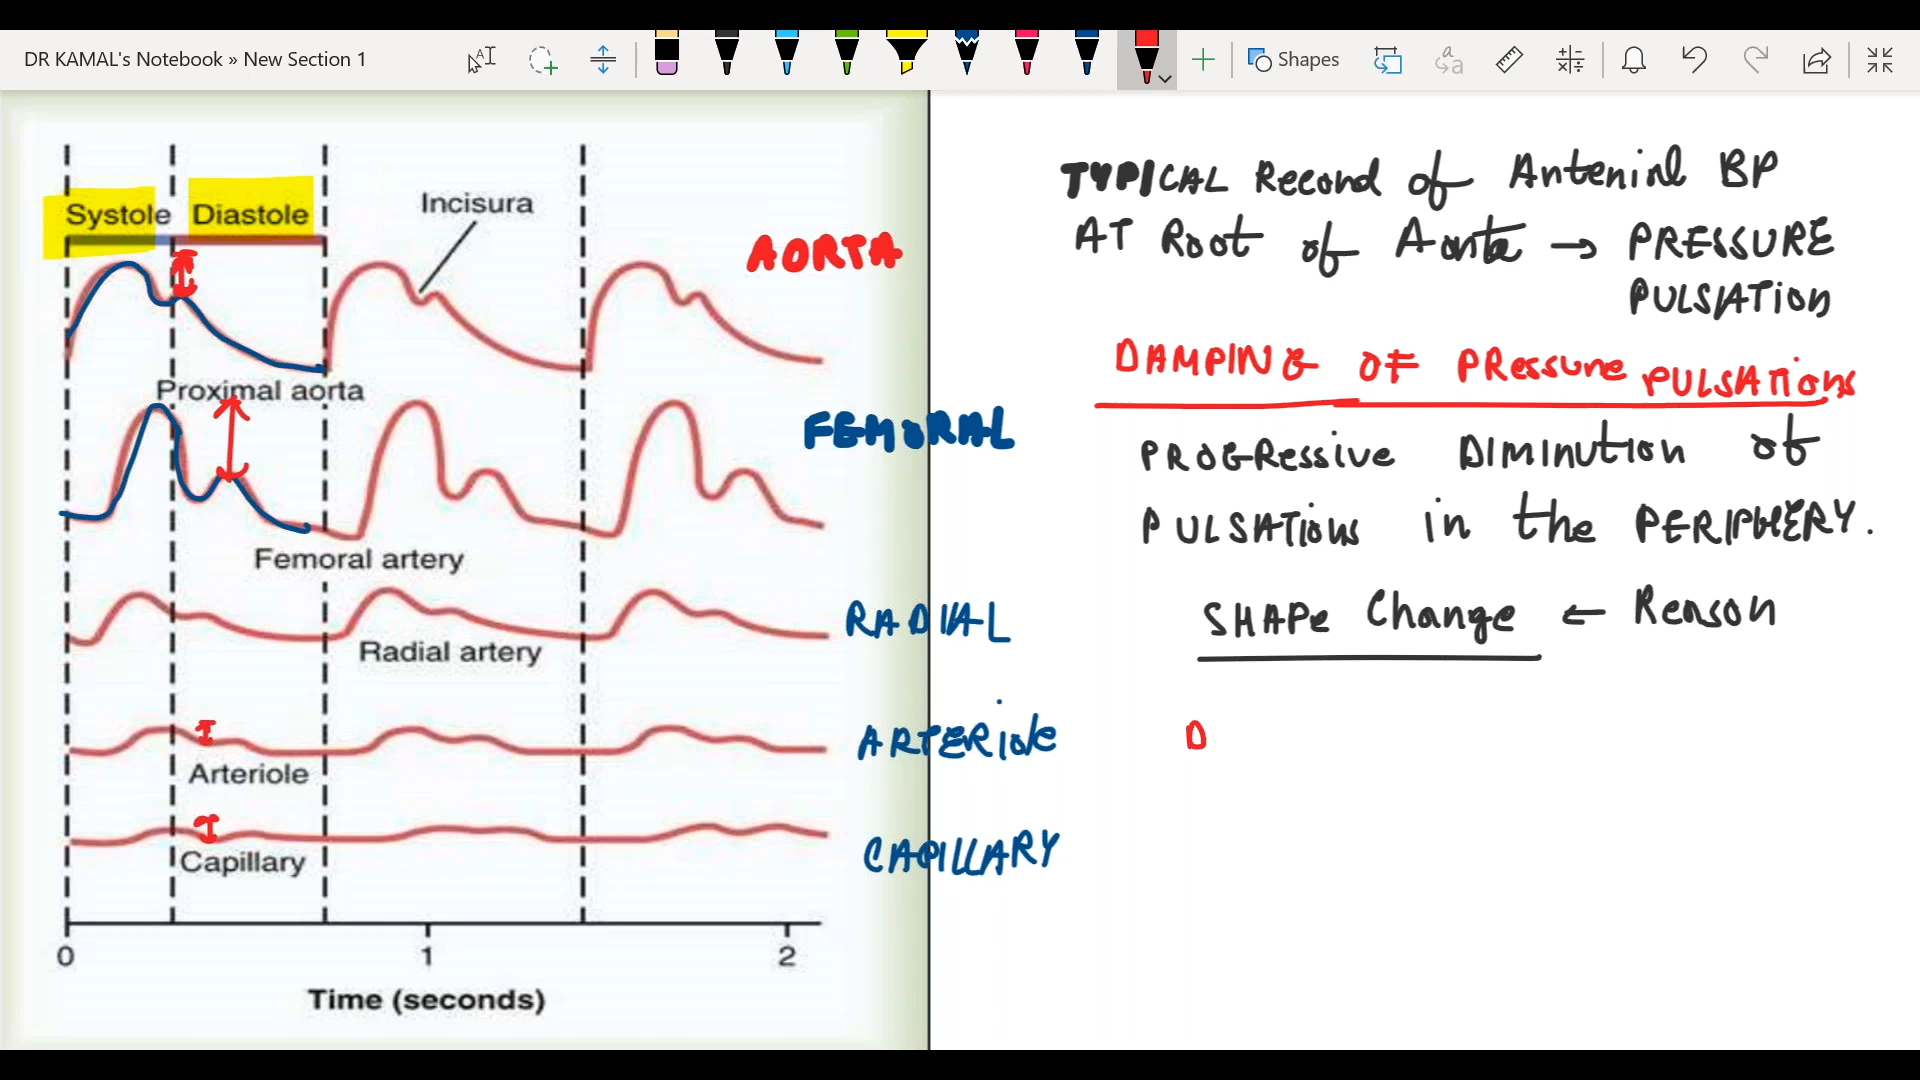 DR KAMAL's Notebook » New Section 1
Shapes
Systole Diastole
Incisura
AORTA
Proximal aorta
FEMORAL
Femoral artery
RADIAL
Radial artery
ARTERIOLE
Arteriole
CAPILLARY
Capillary
0 1 2
Time (seconds)
TYPICAL Record of Arterial BP
AT Root of Aorta → PRESSURE
PULSATION
DAMPING OF PRessure PULSATIONS
PROGRessive DIMINUTION of
PULSATIONS in the PERIPHERY.
SHAPe Change ← Reason
D